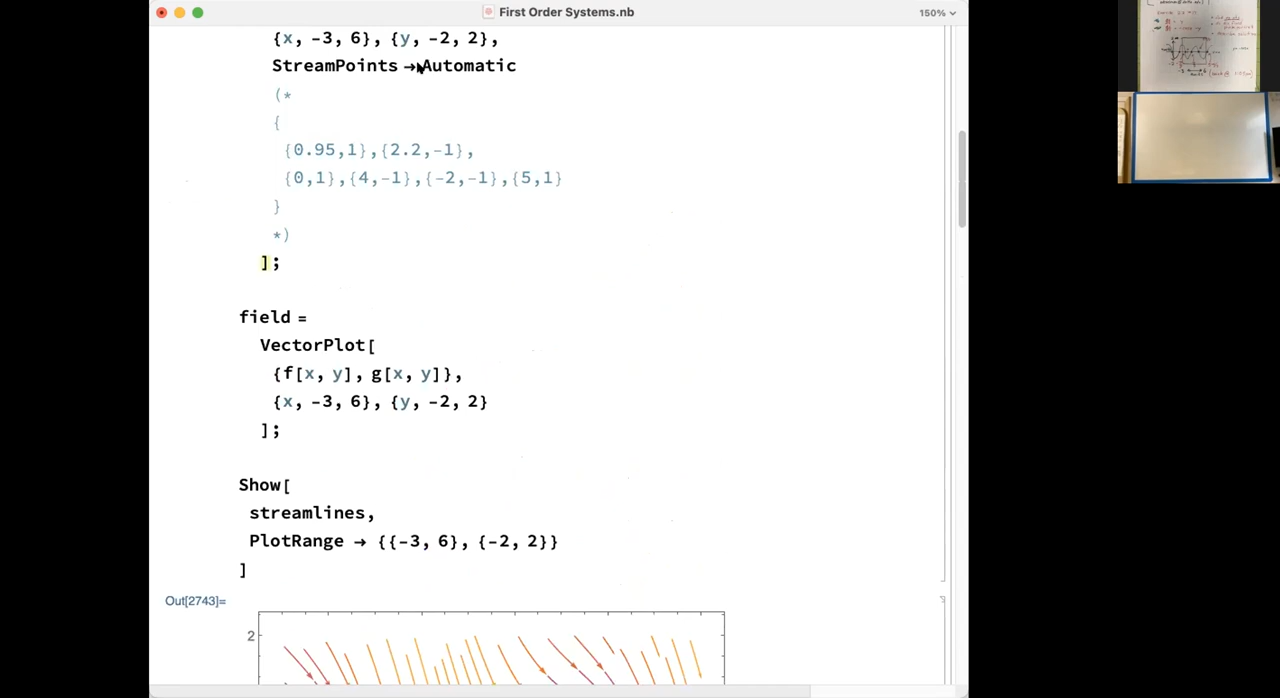 First Order Systems.nb
150%
{x, -3, 6}, {y, -2, 2},
StreamPoints →Automatic
(*
{
{0.95,1},{2.2,-1},
{0,1},{4,-1},{-2,-1},{5,1}
}
*)
];
field =
VectorPlot[
{f[x, y], g[x, y]},
{x, -3, 6}, {y, -2, 2}
];
Show[
streamlines,
PlotRange → {{-3, 6}, {-2, 2}}
]
Out[2743]=
2